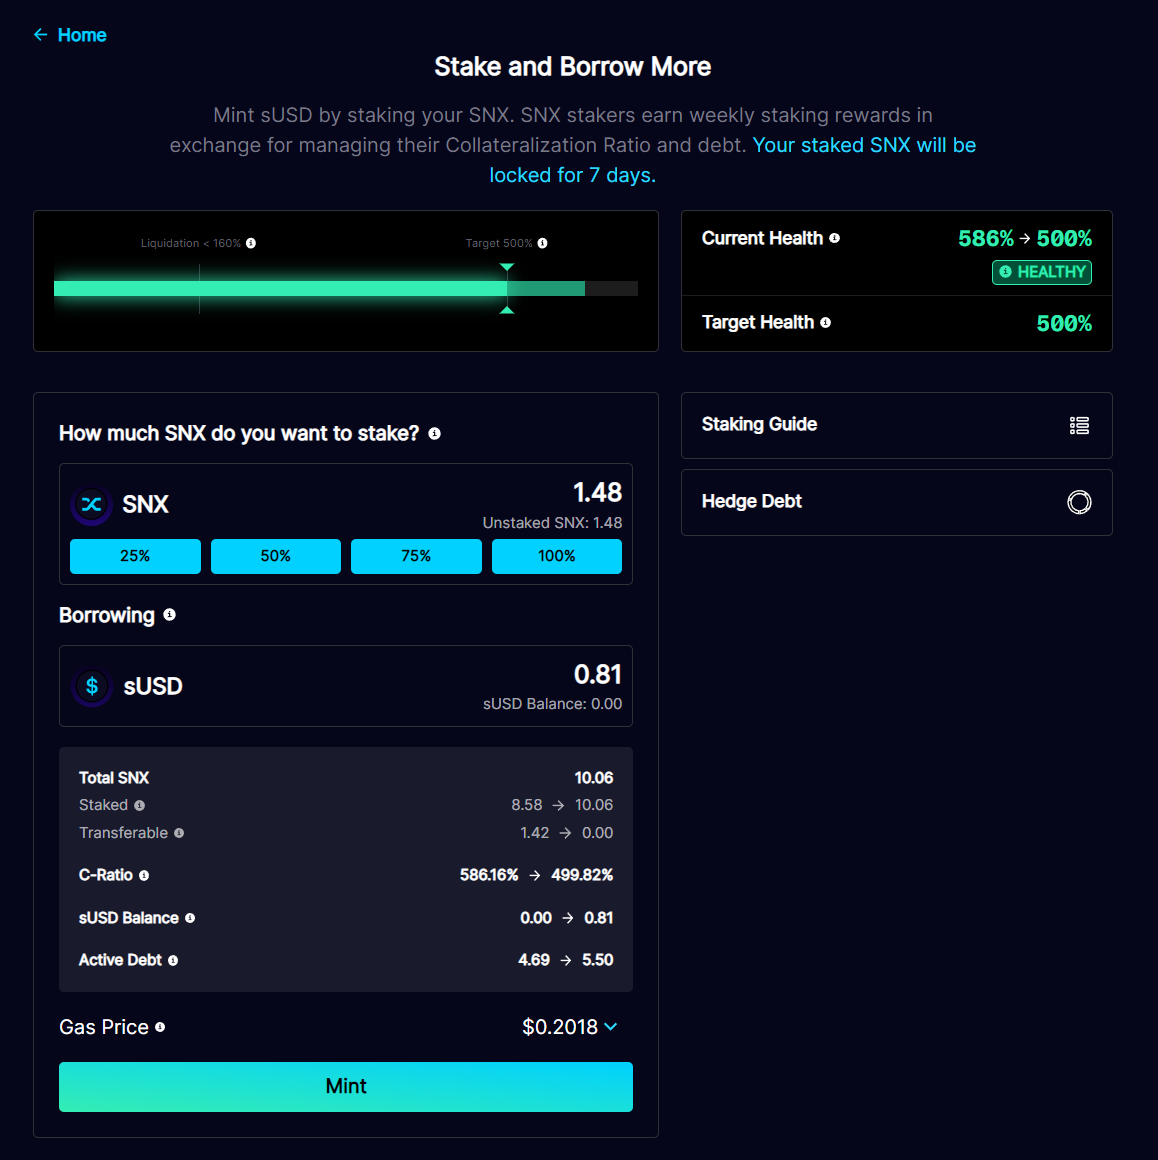 Home
Stake and Borrow More
Mint sUSD by staking your SNX. SNX stakers earn weekly staking rewards in
exchange for managing their Collateralization Ratio and debt. Your staked SNX will be
locked for 7 days.
Liquidation < 160%
Target 500%
Current Health
586% → 500%
HEALTHY
Target Health
500%
How much SNX do you want to stake?
SNX
1.48
Unstaked SNX: 1.48
25%
50%
75%
100%
Borrowing
$
sUSD
0.81
sUSD Balance: 0.00
Total SNX
10.06
Staked
8.58 → 10.06
Transferable
1.42 → 0.00
C-Ratio
586.16% → 499.82%
sUSD Balance
0.00 → 0.81
Active Debt
4.69 → 5.50
Gas Price
$0.2018
Mint
Staking Guide
Hedge Debt